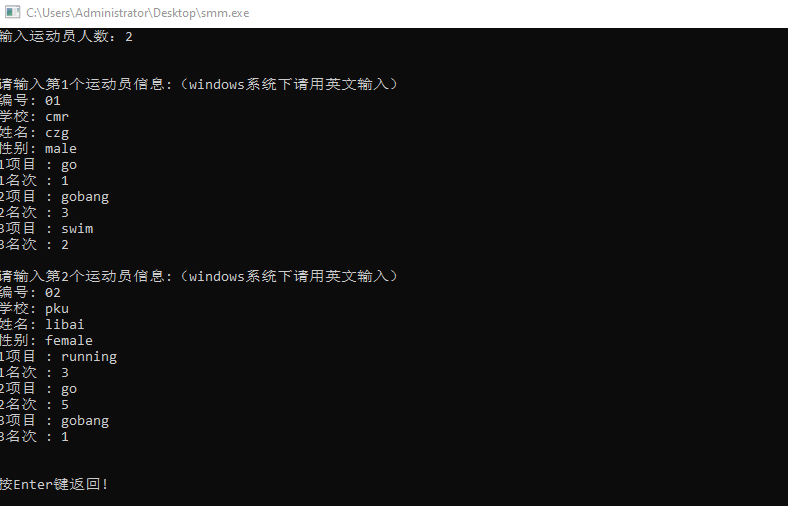 C:\Users\Administrator\Desktop\smm.exe
输入运动员人数: 2
请输入第1个运动员信息:（windows系统下请用英文输入）
编号: 01
学校: cmr
姓名: czg
性别: male
1项目 : go
1名次 : 1
2项目 : gobang
2名次 : 3
3项目 : swim
3名次 : 2
请输入第2个运动员信息:（windows系统下请用英文输入）
编号: 02
学校: pku
姓名: libai
性别: female
1项目 : running
1名次 : 3
2项目 : go
2名次 : 5
3项目 : gobang
3名次 : 1
按Enter键返回!